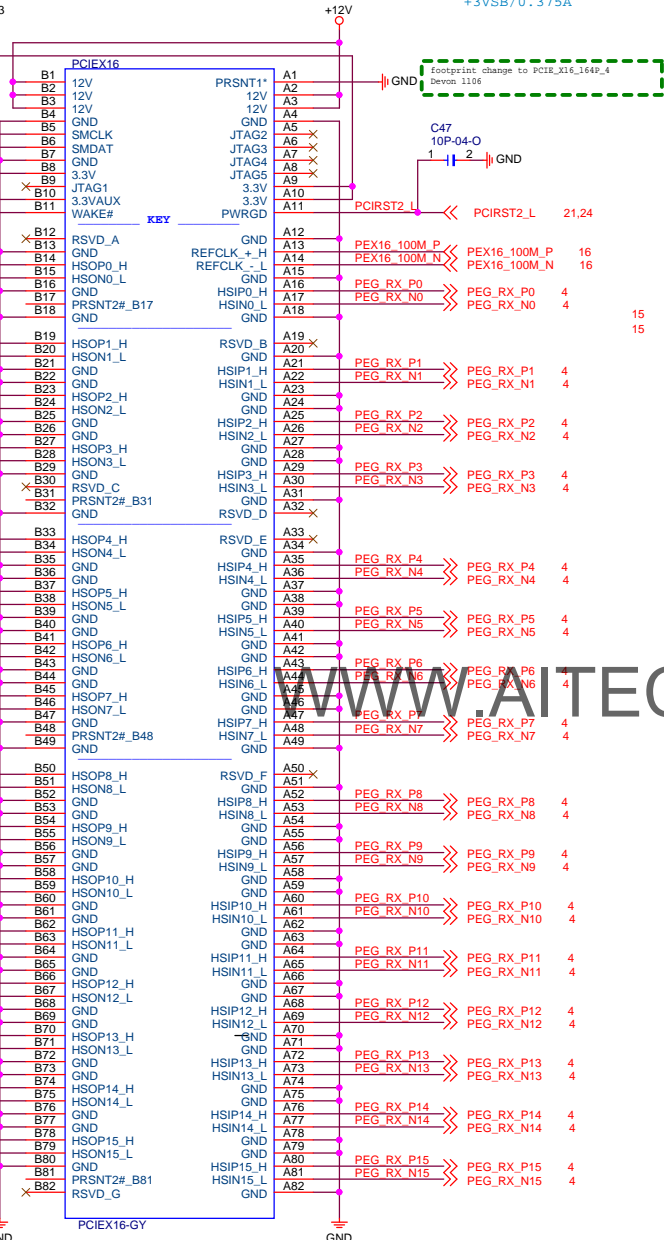 3
+12V
+3VSB/0.375A
PCIEX16
footprint change to PCIE_X16_164P_4
Devon 1106
GND
C47
10P-04-O
1 2 GND
B1 12V PRSNT1* A1
B2 12V 12V A2
B3 12V 12V A3
B4 GND GND A4
B5 SMCLK JTAG2 A5
B6 SMDAT JTAG3 A6
B7 GND JTAG4 A7
B8 3.3V JTAG5 A8
B9 JTAG1 3.3V A9
B10 3.3VAUX 3.3V A10
B11 WAKE# PWRGD A11 PCIRST2_L PCIRST2_L 21,24
KEY
B12 RSVD_A GND A12
B13 GND REFCLK_+_H A13 PEX16_100M_P PEX16_100M_P 16
B14 HSOP0_H REFCLK_-_L A14 PEX16_100M_N PEX16_100M_N 16
B15 HSON0_L GND A15
B16 GND HSIP0_H A16 PEG_RX_P0 PEG_RX_P0 4
B17 PRSNT2#_B17 HSIN0_L A17 PEG_RX_N0 PEG_RX_N0 4
B18 GND GND A18
15
15
B19 HSOP1_H RSVD_B A19
B20 HSON1_L GND A20
B21 GND HSIP1_H A21 PEG_RX_P1 PEG_RX_P1 4
B22 GND HSIN1_L A22 PEG_RX_N1 PEG_RX_N1 4
B23 HSOP2_H GND A23
B24 HSON2_L GND A24
B25 GND HSIP2_H A25 PEG_RX_P2 PEG_RX_P2 4
B26 GND HSIN2_L A26 PEG_RX_N2 PEG_RX_N2 4
B27 HSOP3_H GND A27
B28 HSON3_L GND A28
B29 GND HSIP3_H A29 PEG_RX_P3 PEG_RX_P3 4
B30 RSVD_C HSIN3_L A30 PEG_RX_N3 PEG_RX_N3 4
B31 PRSNT2#_B31 GND A31
B32 GND RSVD_D A32
B33 HSOP4_H RSVD_E A33
B34 HSON4_L GND A34
B35 GND HSIP4_H A35 PEG_RX_P4 PEG_RX_P4 4
B36 GND HSIN4_L A36 PEG_RX_N4 PEG_RX_N4 4
B37 HSOP5_H GND A37
B38 HSON5_L GND A38
B39 GND HSIP5_H A39 PEG_RX_P5 PEG_RX_P5 4
B40 GND HSIN5_L A40 PEG_RX_N5 PEG_RX_N5 4
B41 HSOP6_H GND A41
B42 HSON6_L GND A42
B43 GND HSIP6_H A43 PEG_RX_P6 PEG_RX_P6 4
B44 GND HSIN6_L A44 PEG_RX_N6 PEG_RX_N6 4
WWW.AITEC
B45 HSOP7_H GND A45
B46 HSON7_L GND A46
B47 GND HSIP7_H A47 PEG_RX_P7 PEG_RX_P7 4
B48 PRSNT2#_B48 HSIN7_L A48 PEG_RX_N7 PEG_RX_N7 4
B49 GND GND A49
B50 HSOP8_H RSVD_F A50
B51 HSON8_L GND A51
B52 GND HSIP8_H A52 PEG_RX_P8 PEG_RX_P8 4
B53 GND HSIN8_L A53 PEG_RX_N8 PEG_RX_N8 4
B54 HSOP9_H GND A54
B55 HSON9_L GND A55
B56 GND HSIP9_H A56 PEG_RX_P9 PEG_RX_P9 4
B57 GND HSIN9_L A57 PEG_RX_N9 PEG_RX_N9 4
B58 HSOP10_H GND A58
B59 HSON10_L GND A59
B60 GND HSIP10_H A60 PEG_RX_P10 PEG_RX_P10 4
B61 GND HSIN10_L A61 PEG_RX_N10 PEG_RX_N10 4
B62 HSOP11_H GND A62
B63 HSON11_L GND A63
B64 GND HSIP11_H A64 PEG_RX_P11 PEG_RX_P11 4
B65 GND HSIN11_L A65 PEG_RX_N11 PEG_RX_N11 4
B66 HSOP12_H GND A66
B67 HSON12_L GND A67
B68 GND HSIP12_H A68 PEG_RX_P12 PEG_RX_P12 4
B69 GND HSIN12_L A69 PEG_RX_N12 PEG_RX_N12 4
B70 HSOP13_H GND A70
B71 HSON13_L GND A71
B72 GND HSIP13_H A72 PEG_RX_P13 PEG_RX_P13 4
B73 GND HSIN13_L A73 PEG_RX_N13 PEG_RX_N13 4
B74 HSOP14_H GND A74
B75 HSON14_L GND A75
B76 GND HSIP14_H A76 PEG_RX_P14 PEG_RX_P14 4
B77 GND HSIN14_L A77 PEG_RX_N14 PEG_RX_N14 4
B78 HSOP15_H GND A78
B79 HSON15_L GND A79
B80 GND HSIP15_H A80 PEG_RX_P15 PEG_RX_P15 4
B81 PRSNT2#_B81 HSIN15_L A81 PEG_RX_N15 PEG_RX_N15 4
B82 RSVD_G GND A82
PCIEX16-GY
ND
GND